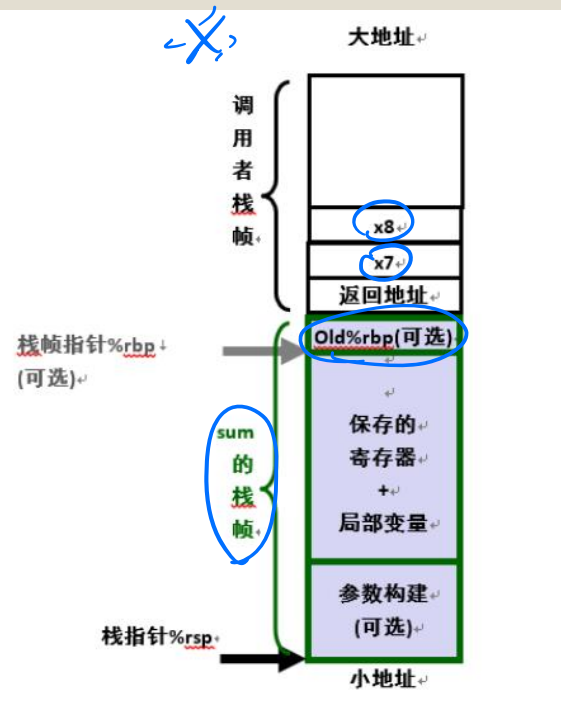 大地址
调
用
者
栈
帧
x8
x7
返回地址
Old%rbp(可选)
栈帧指针%rbp
(可选)
保存的
寄存器
+
局部变量
sum
的
栈
帧
参数构建
(可选)
栈指针%rsp
小地址